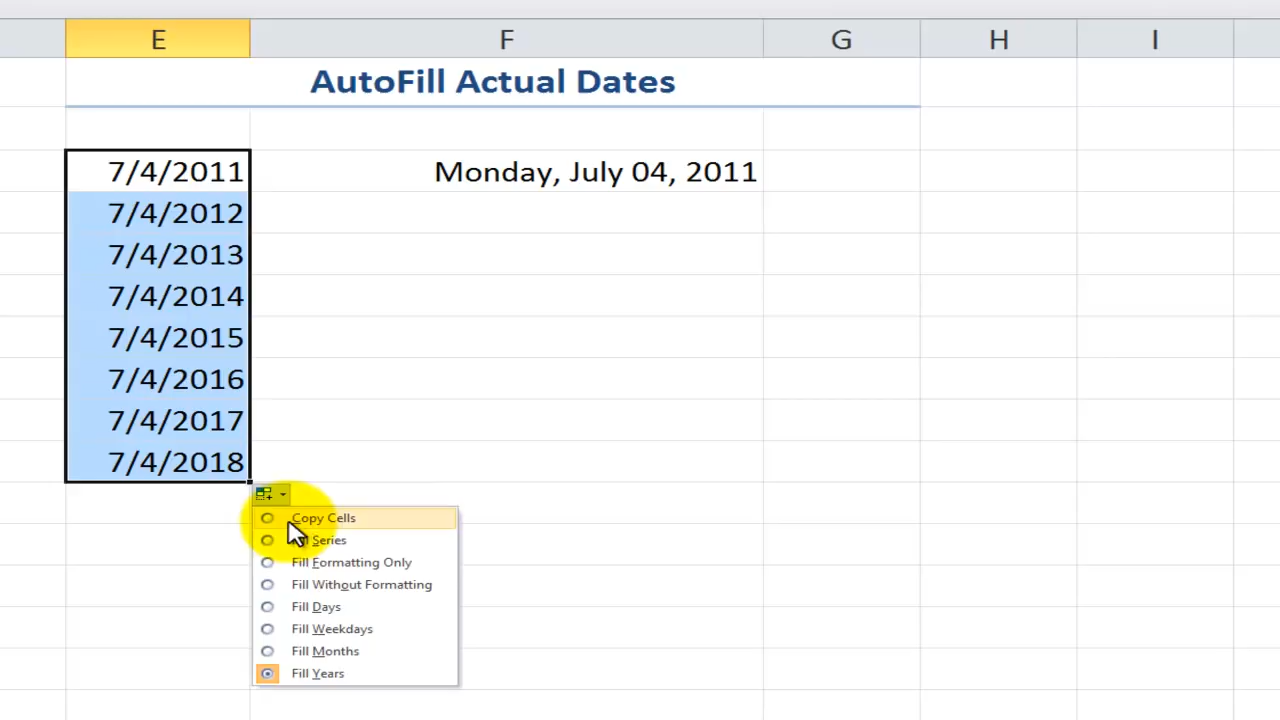 E F G H I
AutoFill Actual Dates
7/4/2011 Monday, July 04, 2011
7/4/2012
7/4/2013
7/4/2014
7/4/2015
7/4/2016
7/4/2017
7/4/2018
Copy Cells
Series
Fill Formatting Only
Fill Without Formatting
Fill Days
Fill Weekdays
Fill Months
Fill Years